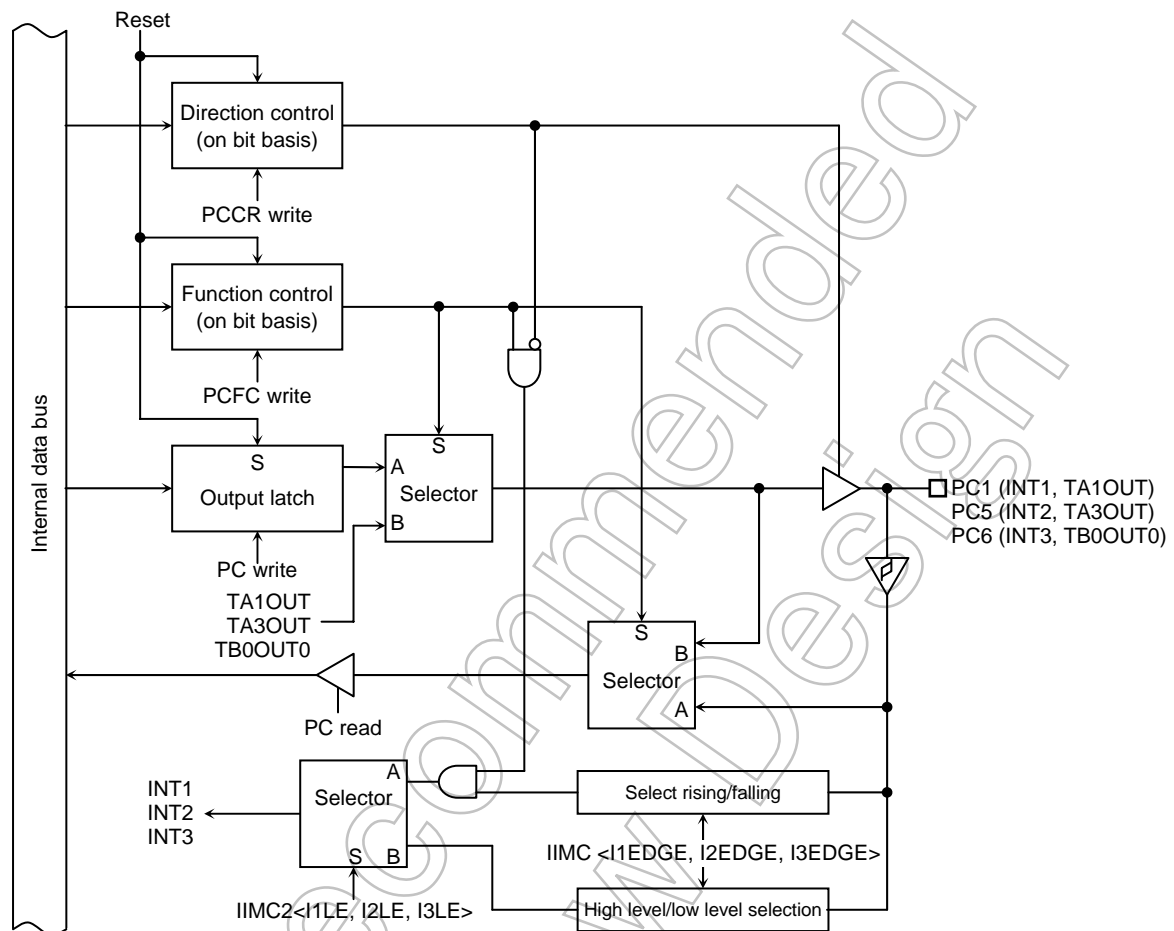 Reset
Direction control
(on bit basis)
PCCR write
Function control
(on bit basis)
PCFC write
S
Output latch
PC write
Internal data bus
S
A
Selector
B
TA1OUT
TA3OUT
TB0OUT0
PC1 (INT1, TA1OUT)
PC5 (INT2, TA3OUT)
PC6 (INT3, TB0OUT0)
S
B
Selector
A
PC read
A
Selector
S
B
INT1
INT2
INT3
Select rising/falling
IIMC <I1EDGE, I2EDGE, I3EDGE>
High level/low level selection
IIMC2<I1LE, I2LE, I3LE>
ecommended
w Design